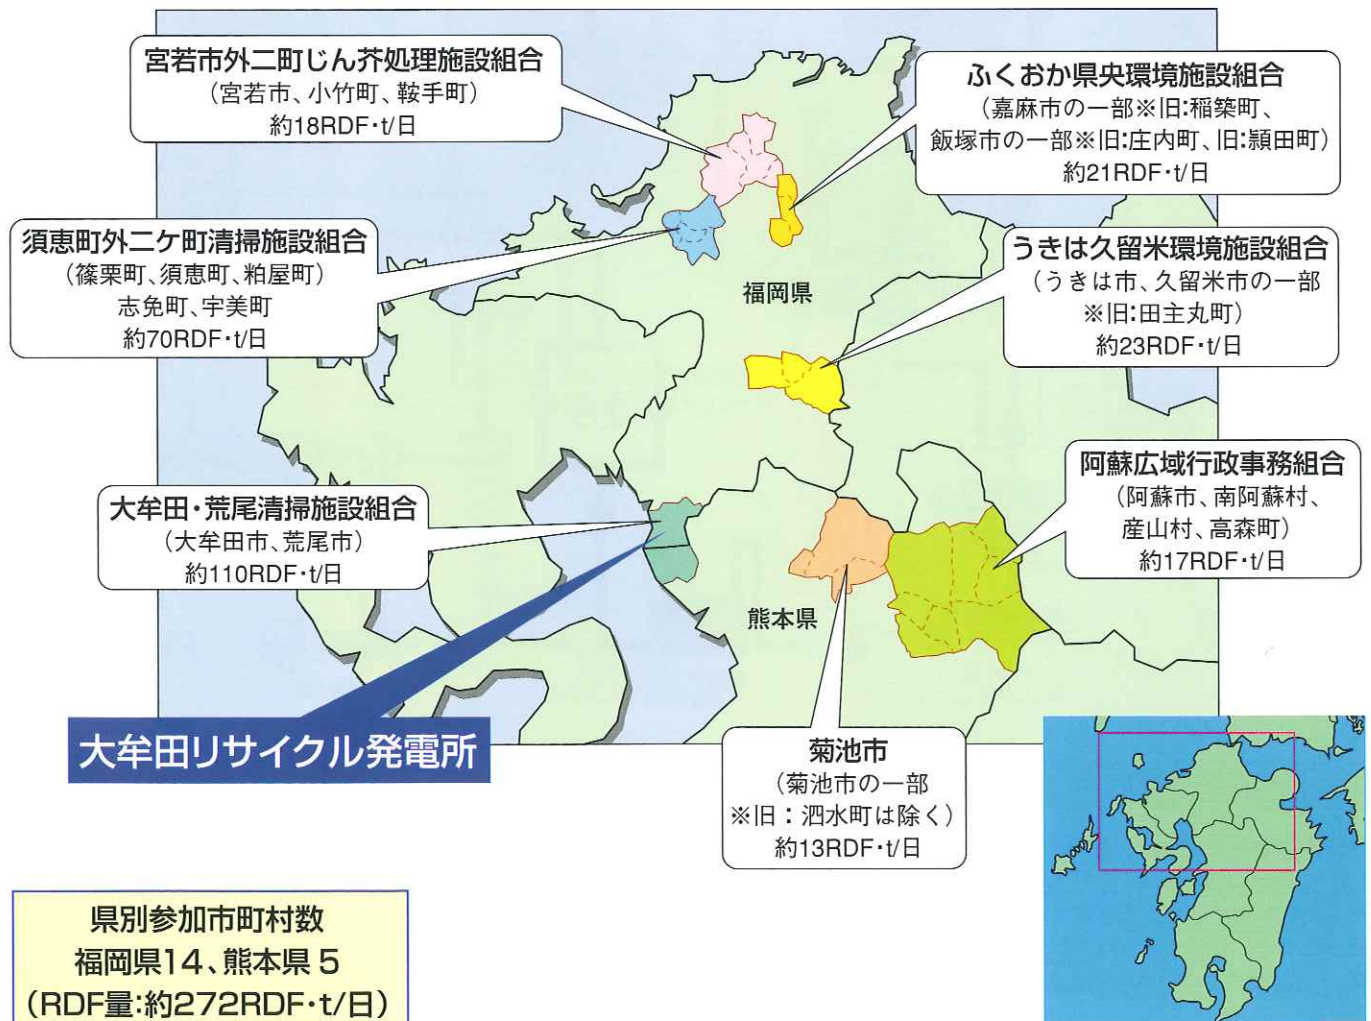 宮若市外二町じん芥処理施設組合
(宮若市、小竹町、鞍手町)
約18RDF・t/日
ふくおか県央環境施設組合
(嘉麻市の一部※旧:稲築町、
飯塚市の一部※旧:庄内町、旧:頴田町)
約21RDF・t/日
須恵町外二ケ町清掃施設組合
(篠栗町、須恵町、粕屋町)
志免町、宇美町
約70RDF・t/日
うきは久留米環境施設組合
(うきは市、久留米市の一部
※旧:田主丸町)
約23RDF・t/日
福岡県
阿蘇広域行政事務組合
(阿蘇市、南阿蘇村、
産山村、高森町)
約17RDF・t/日
大牟田・荒尾清掃施設組合
(大牟田市、荒尾市)
約110RDF・t/日
熊本県
大牟田リサイクル発電所
菊池市
(菊池市の一部
※旧：泗水町は除く)
約13RDF・t/日
県別参加市町村数
福岡県14、熊本県 5
(RDF量:約272RDF・t/日)